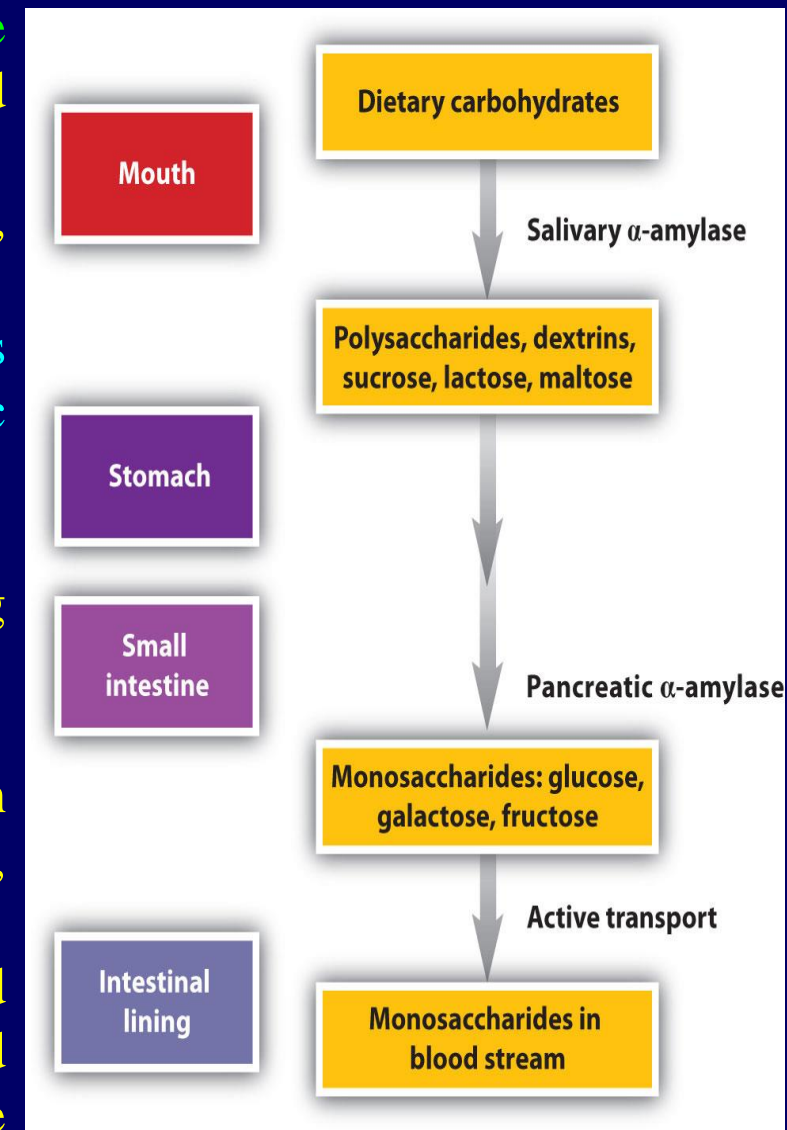 Dietary carbohydrates
Mouth
Salivary α-amylase
Polysaccharides, dextrins,
sucrose, lactose, maltose
Stomach
Small
intestine
Pancreatic α-amylase
Monosaccharides: glucose,
galactose, fructose
Active transport
Intestinal
lining
Monosaccharides in
blood stream